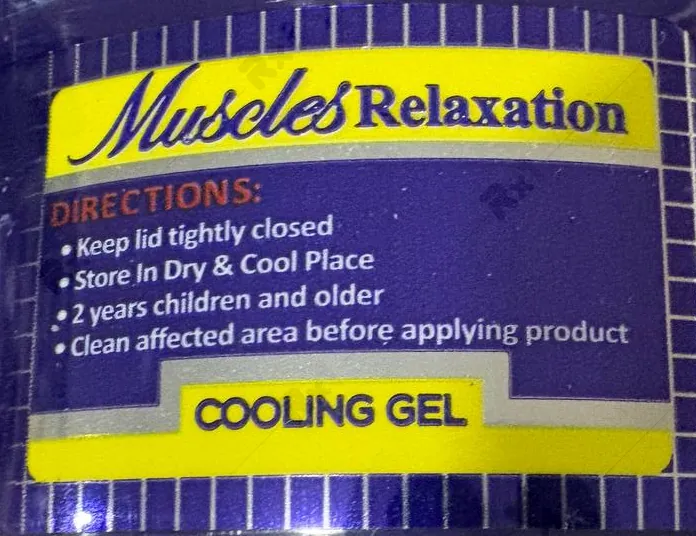 Muscles Relaxation
DIRECTIONS:
• Keep lid tightly closed
• Store In Dry & Cool Place
• 2 years children and older
• Clean affected area before applying product
COOLING GEL